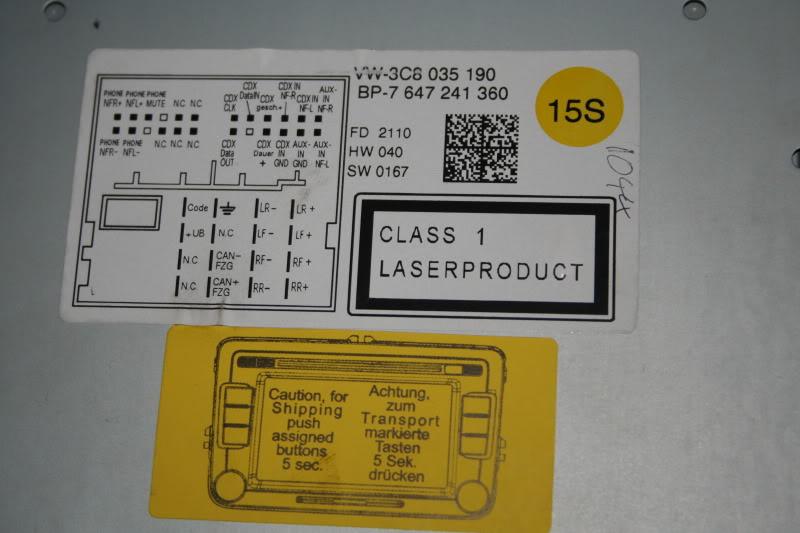 VW-3C8 035 190
BP-7 647 241 360
15S
FD 2110
HW 040
SW 0167
PHONE PHONE PHONE
NFR+ NFL+ MUTE N.C. N.C.
CDX CLK
CDX DataIN
CDX gesch.+
CDX IN NF-R
CDX IN NF-L
AUX-IN NF-R
PHONE PHONE
NFR- NFL- N.C. N.C. N.C.
CDX Data OUT
CDX Dauer +
CDX IN GND
AUX-IN GND
AUX-IN NF-L
Code LR- LR+
+UB N.C LF- LF+
N.C CAN-FZG RF- RF+
N.C CAN+FZG RR- RR+
L
CLASS 1
LASERPRODUCT
Caution, for
Shipping
push
assigned
buttons
5 sec.
Achtung,
zum
Transport
markierte
Tasten
5 Sek.
drücken